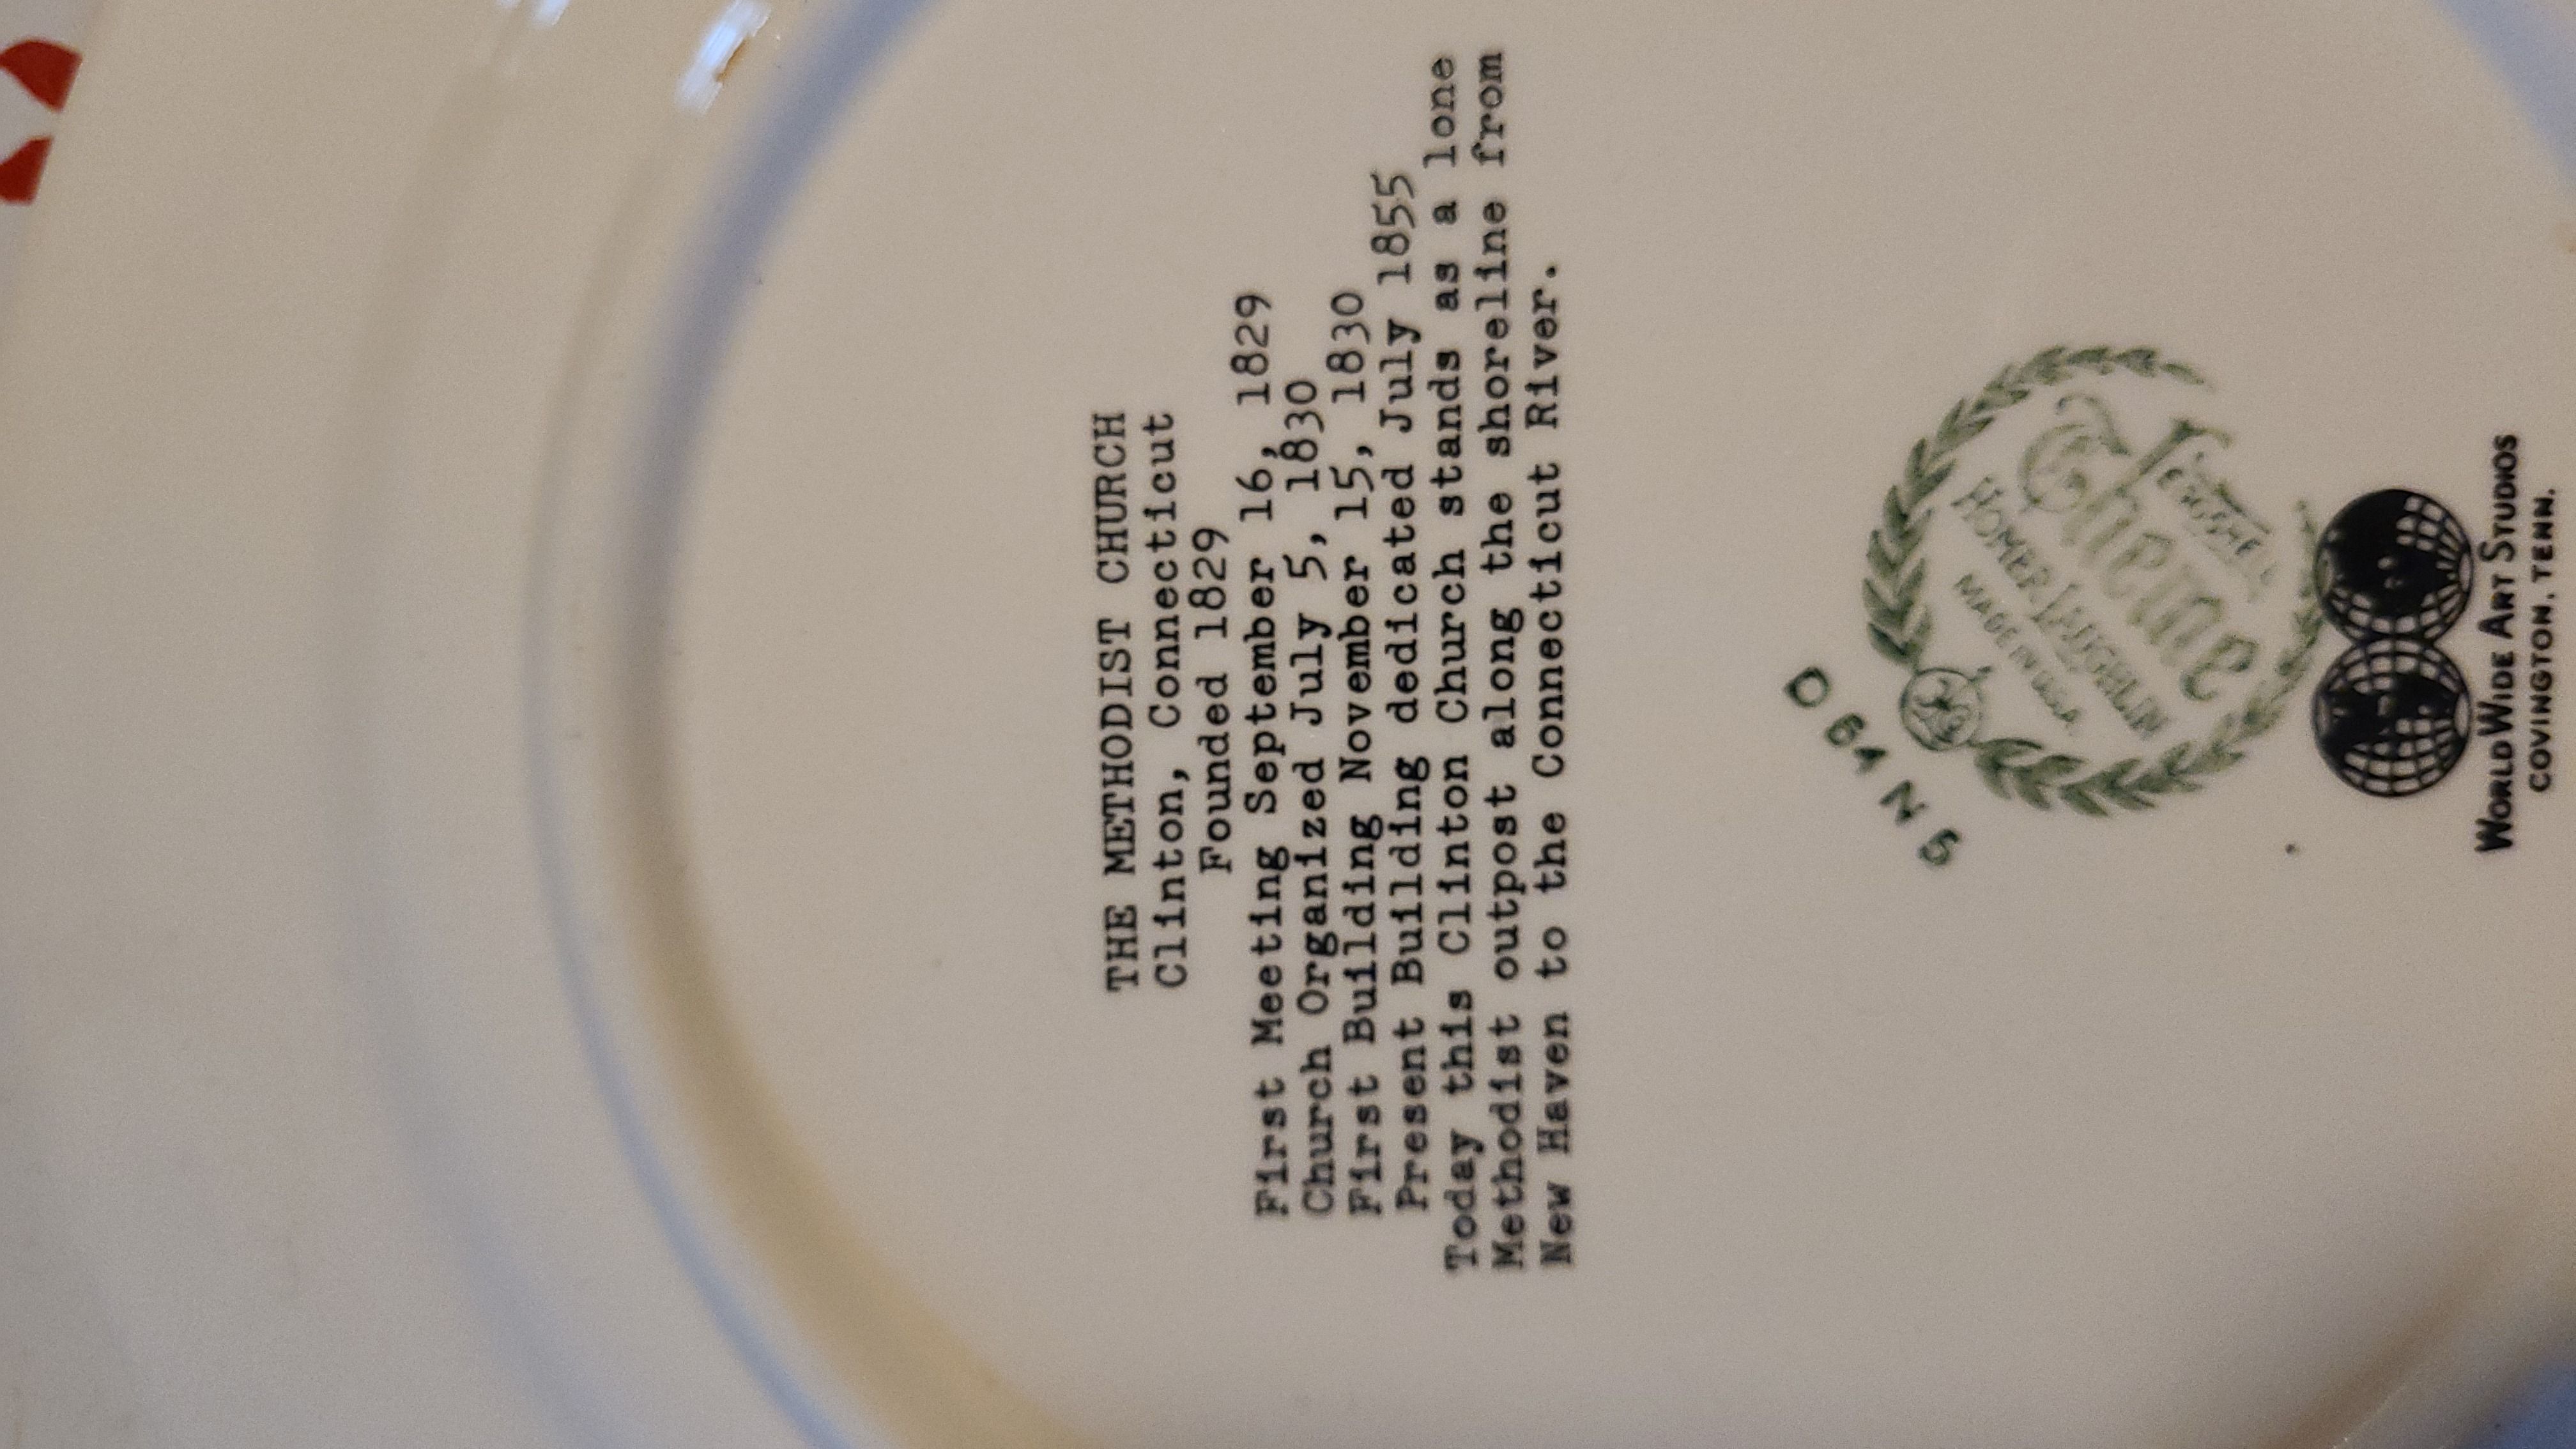 THE METHODIST CHURCH
Clinton, Connecticut
Founded 1829
First Meeting September 16, 1829
Church Organized July 5, 1830
First Building November 15, 1830
Present Building dedicated July 1855
Today this Clinton Church stands as a lone
Methodist outpost along the shoreline from
New Haven to the Connecticut River.
Eggshell
Theme
HOMER LAUGHLIN
MADE IN U.S.A.
D 64 N 5
WORLD WIDE ART STUDIOS
COVINGTON, TENN.